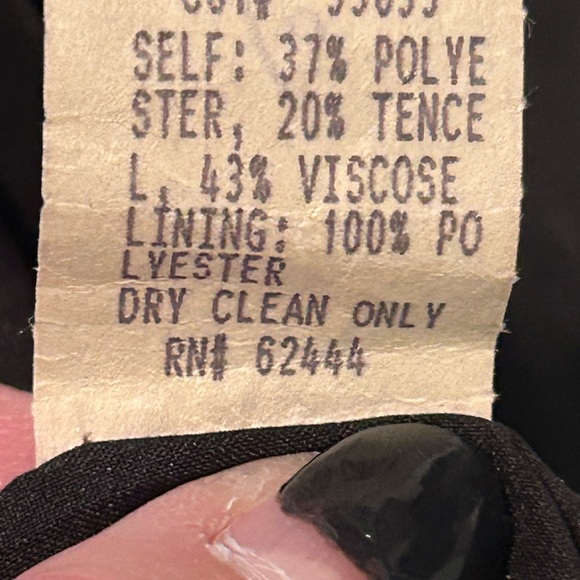 SELF: 37% POLYE
STER, 20% TENCE
L, 43% VISCOSE
LINING: 100% PO
LYESTER
DRY CLEAN ONLY
RN# 62444